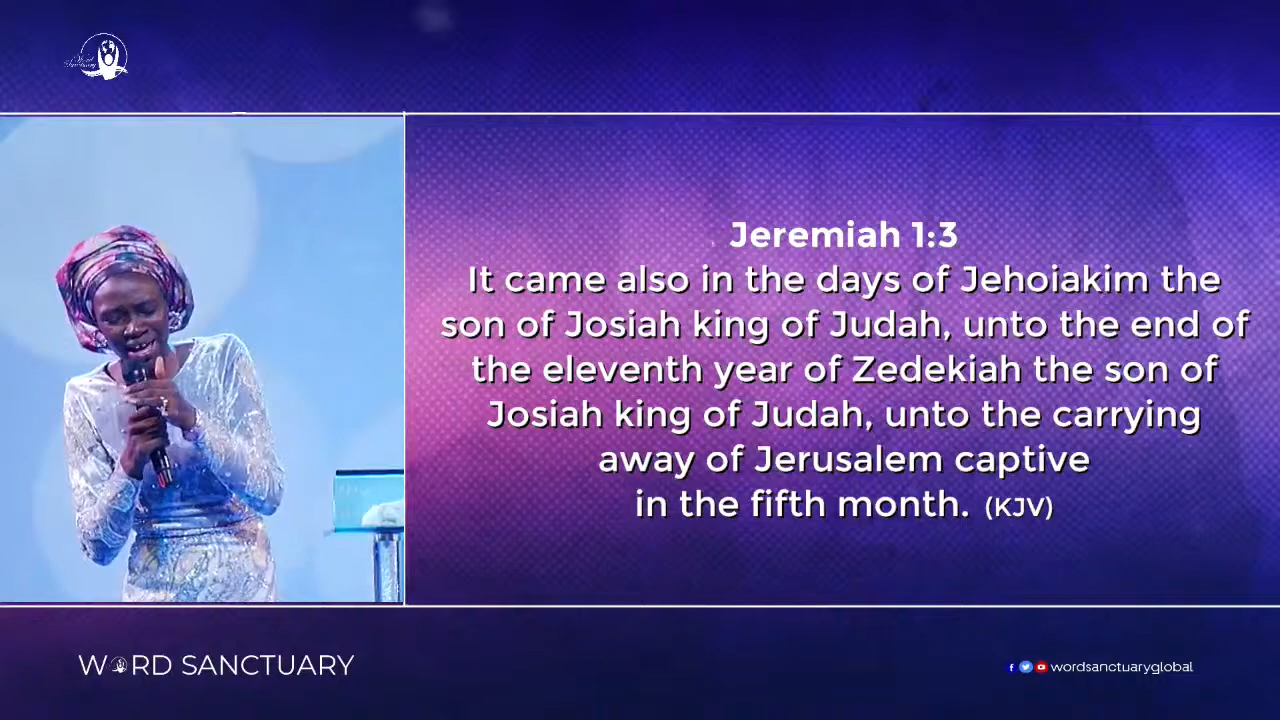 Jeremiah 1:3
It came also in the days of Jehoiakim the
son of Josiah king of Judah, unto the end of
the eleventh year of Zedekiah the son of
Josiah king of Judah, unto the carrying
away of Jerusalem captive
in the fifth month. (KJV)
WORD SANCTUARY
wordsanctuaryglobal